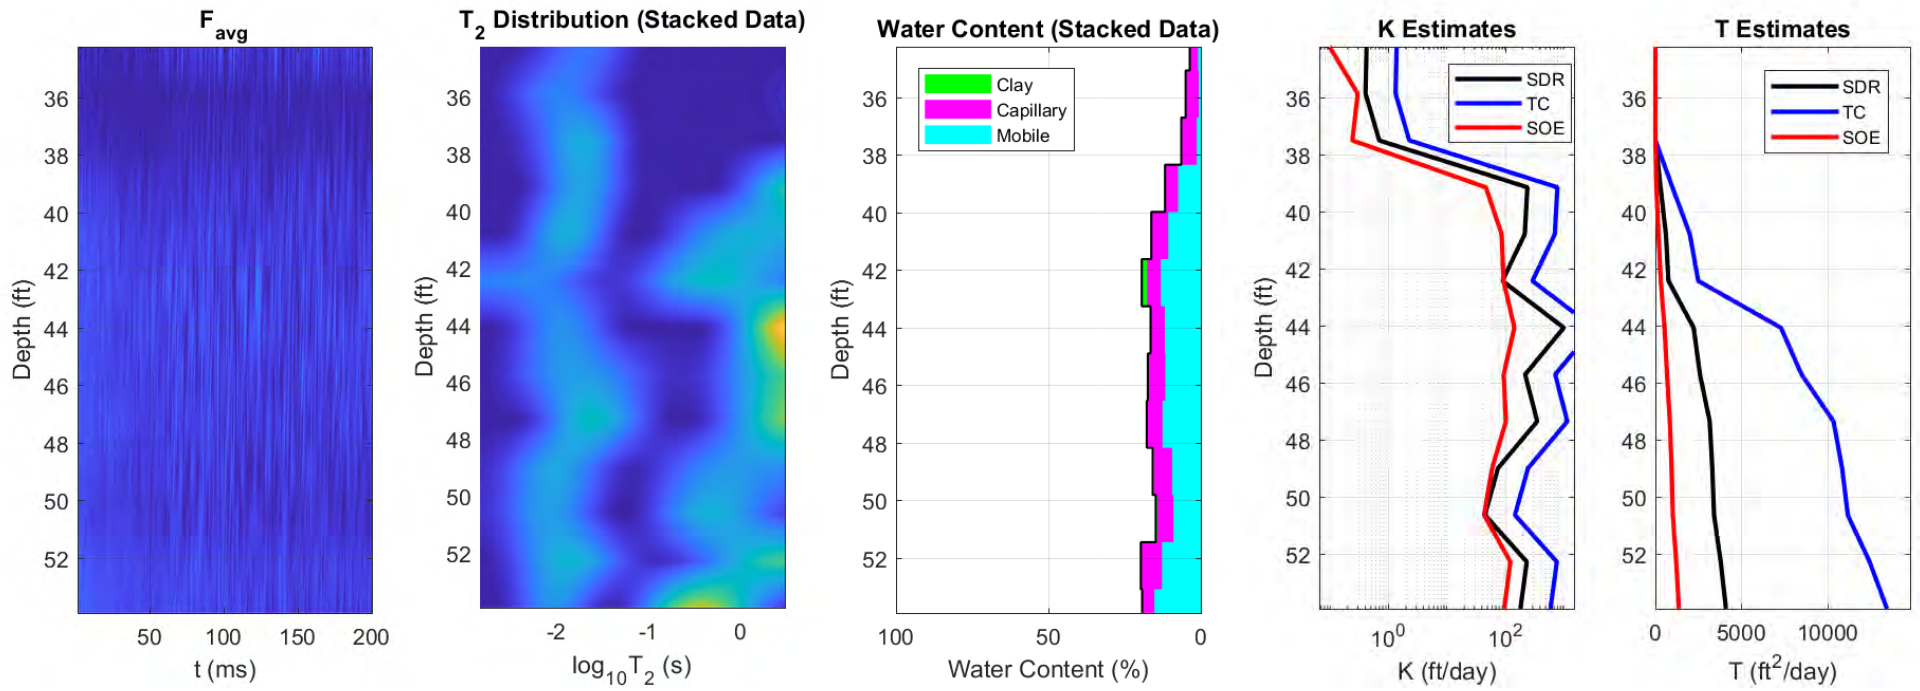 F_avg
Depth (ft)
36
38
40
42
44
46
48
50
52
50
100
150
200
t (ms)
T_2 Distribution (Stacked Data)
Depth (ft)
36
38
40
42
44
46
48
50
52
-2
-1
0
log_10T_2 (s)
Water Content (Stacked Data)
Clay
Capillary
Mobile
Depth (ft)
36
38
40
42
44
46
48
50
52
100
50
0
Water Content (%)
K Estimates
SDR
TC
SOE
Depth (ft)
36
38
40
42
44
46
48
50
52
10^0
10^2
K (ft/day)
T Estimates
SDR
TC
SOE
36
38
40
42
44
46
48
50
52
0
5000
10000
T (ft^2/day)